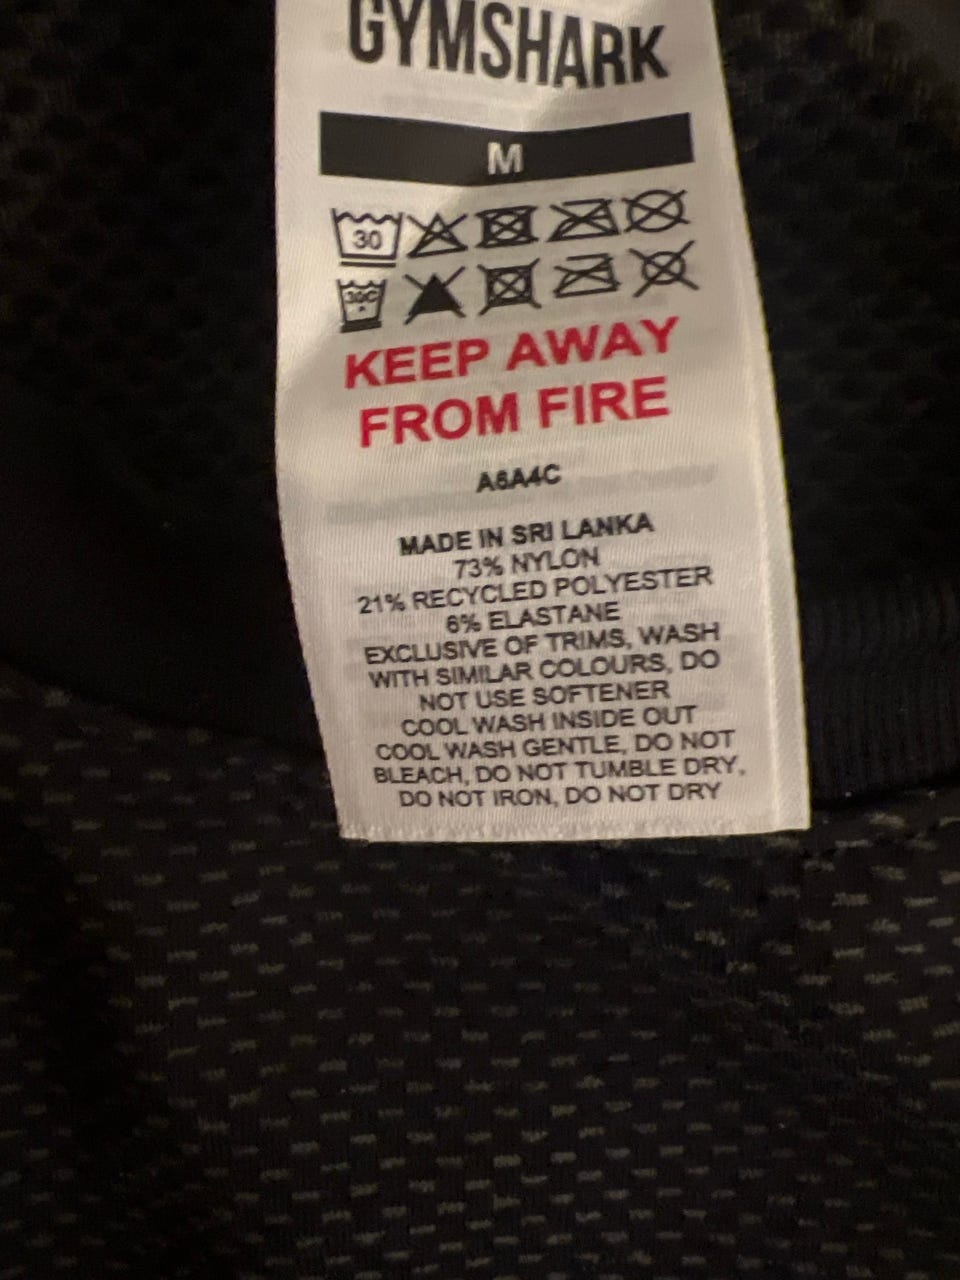 GYMSHARK
M
30
30C
KEEP AWAY
FROM FIRE
A6A4C
MADE IN SRI LANKA
73% NYLON
21% RECYCLED POLYESTER
6% ELASTANE
EXCLUSIVE OF TRIMS, WASH
WITH SIMILAR COLOURS, DO
NOT USE SOFTENER
COOL WASH INSIDE OUT
COOL WASH GENTLE, DO NOT
BLEACH, DO NOT TUMBLE DRY,
DO NOT IRON, DO NOT DRY